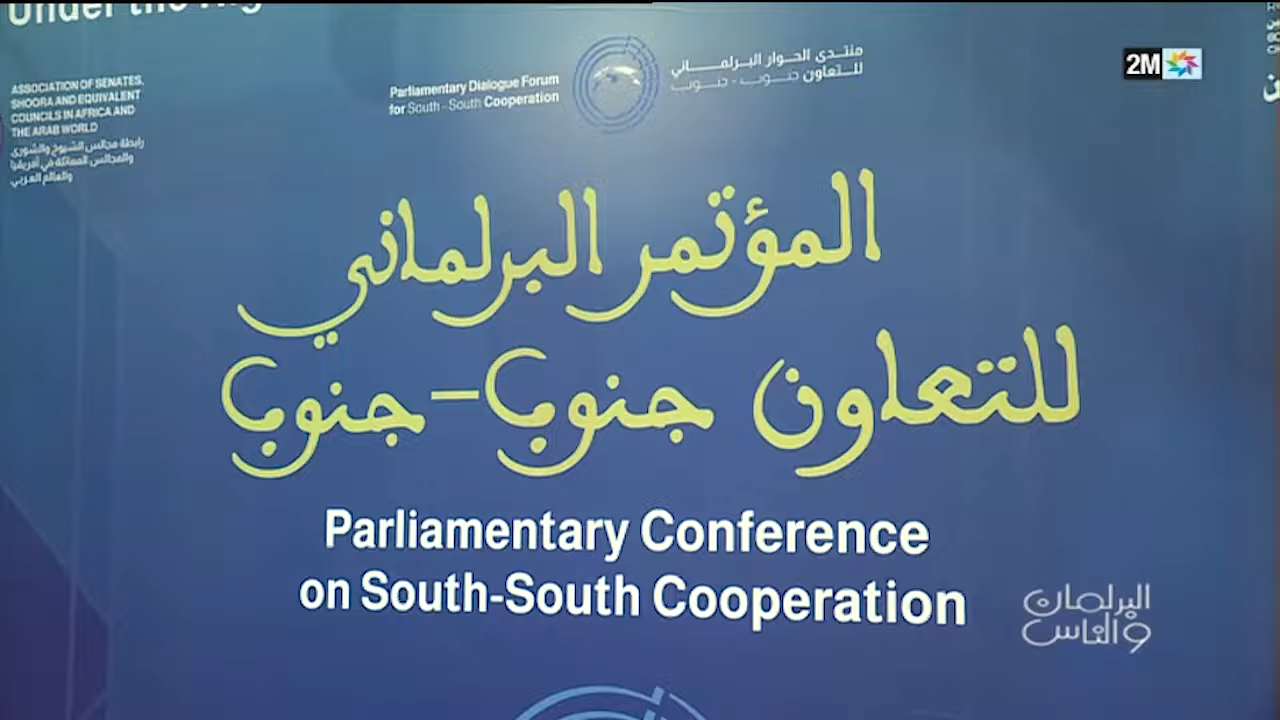 Under the
ASSOCIATION OF SENATES,
SHOORA AND EQUIVALENT
COUNCILS IN AFRICA AND
THE ARAB WORLD
رابطة مجالس الشيوخ والشورى
والمجالس المماثلة في أفريقيا
والعالم العربي
Parliamentary Dialogue Forum
for South - South Cooperation
منتدى الحوار البرلماني
للتعاون جنوب - جنوب
2M
المؤتمر البرلماني
للتعاون جنوب-جنوب
Parliamentary Conference
on South-South Cooperation
البرلمان
والناس